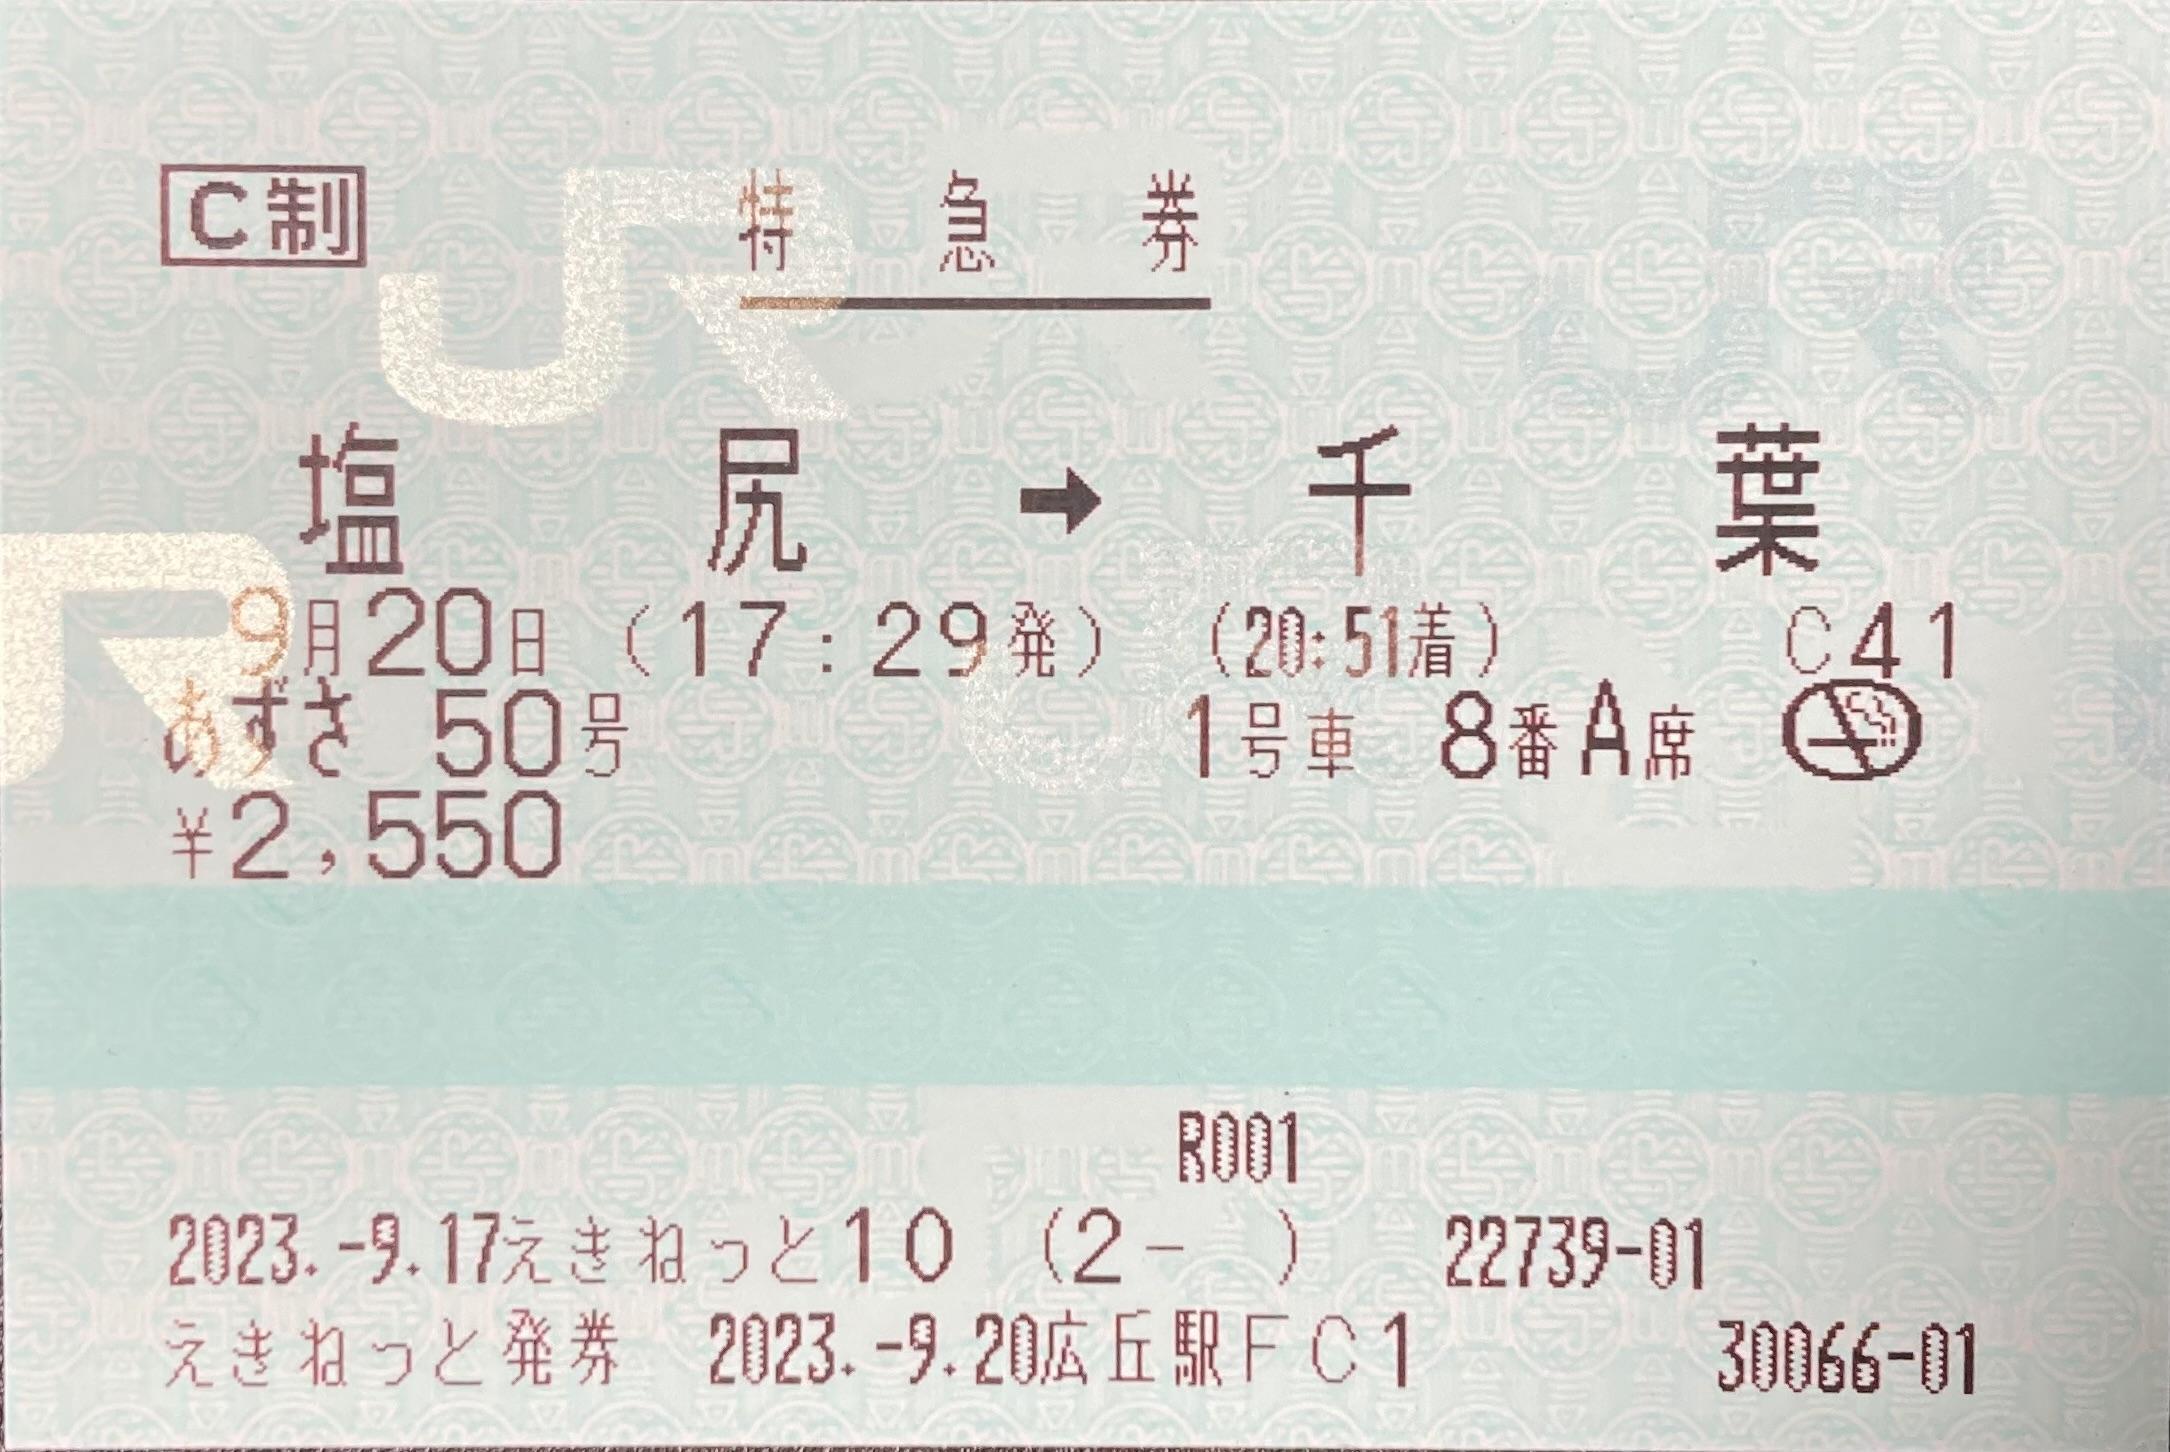 C制 特急券
塩尻➡千葉
9月20日 (17:29発) (20:51着) C41
あずさ 50号 1号車 8番A席
¥2,550
R001
2023.-9.17えきねっと10 (2- ) 22739-01
えきねっと発券 2023.-9.20広丘駅FC1 30066-01